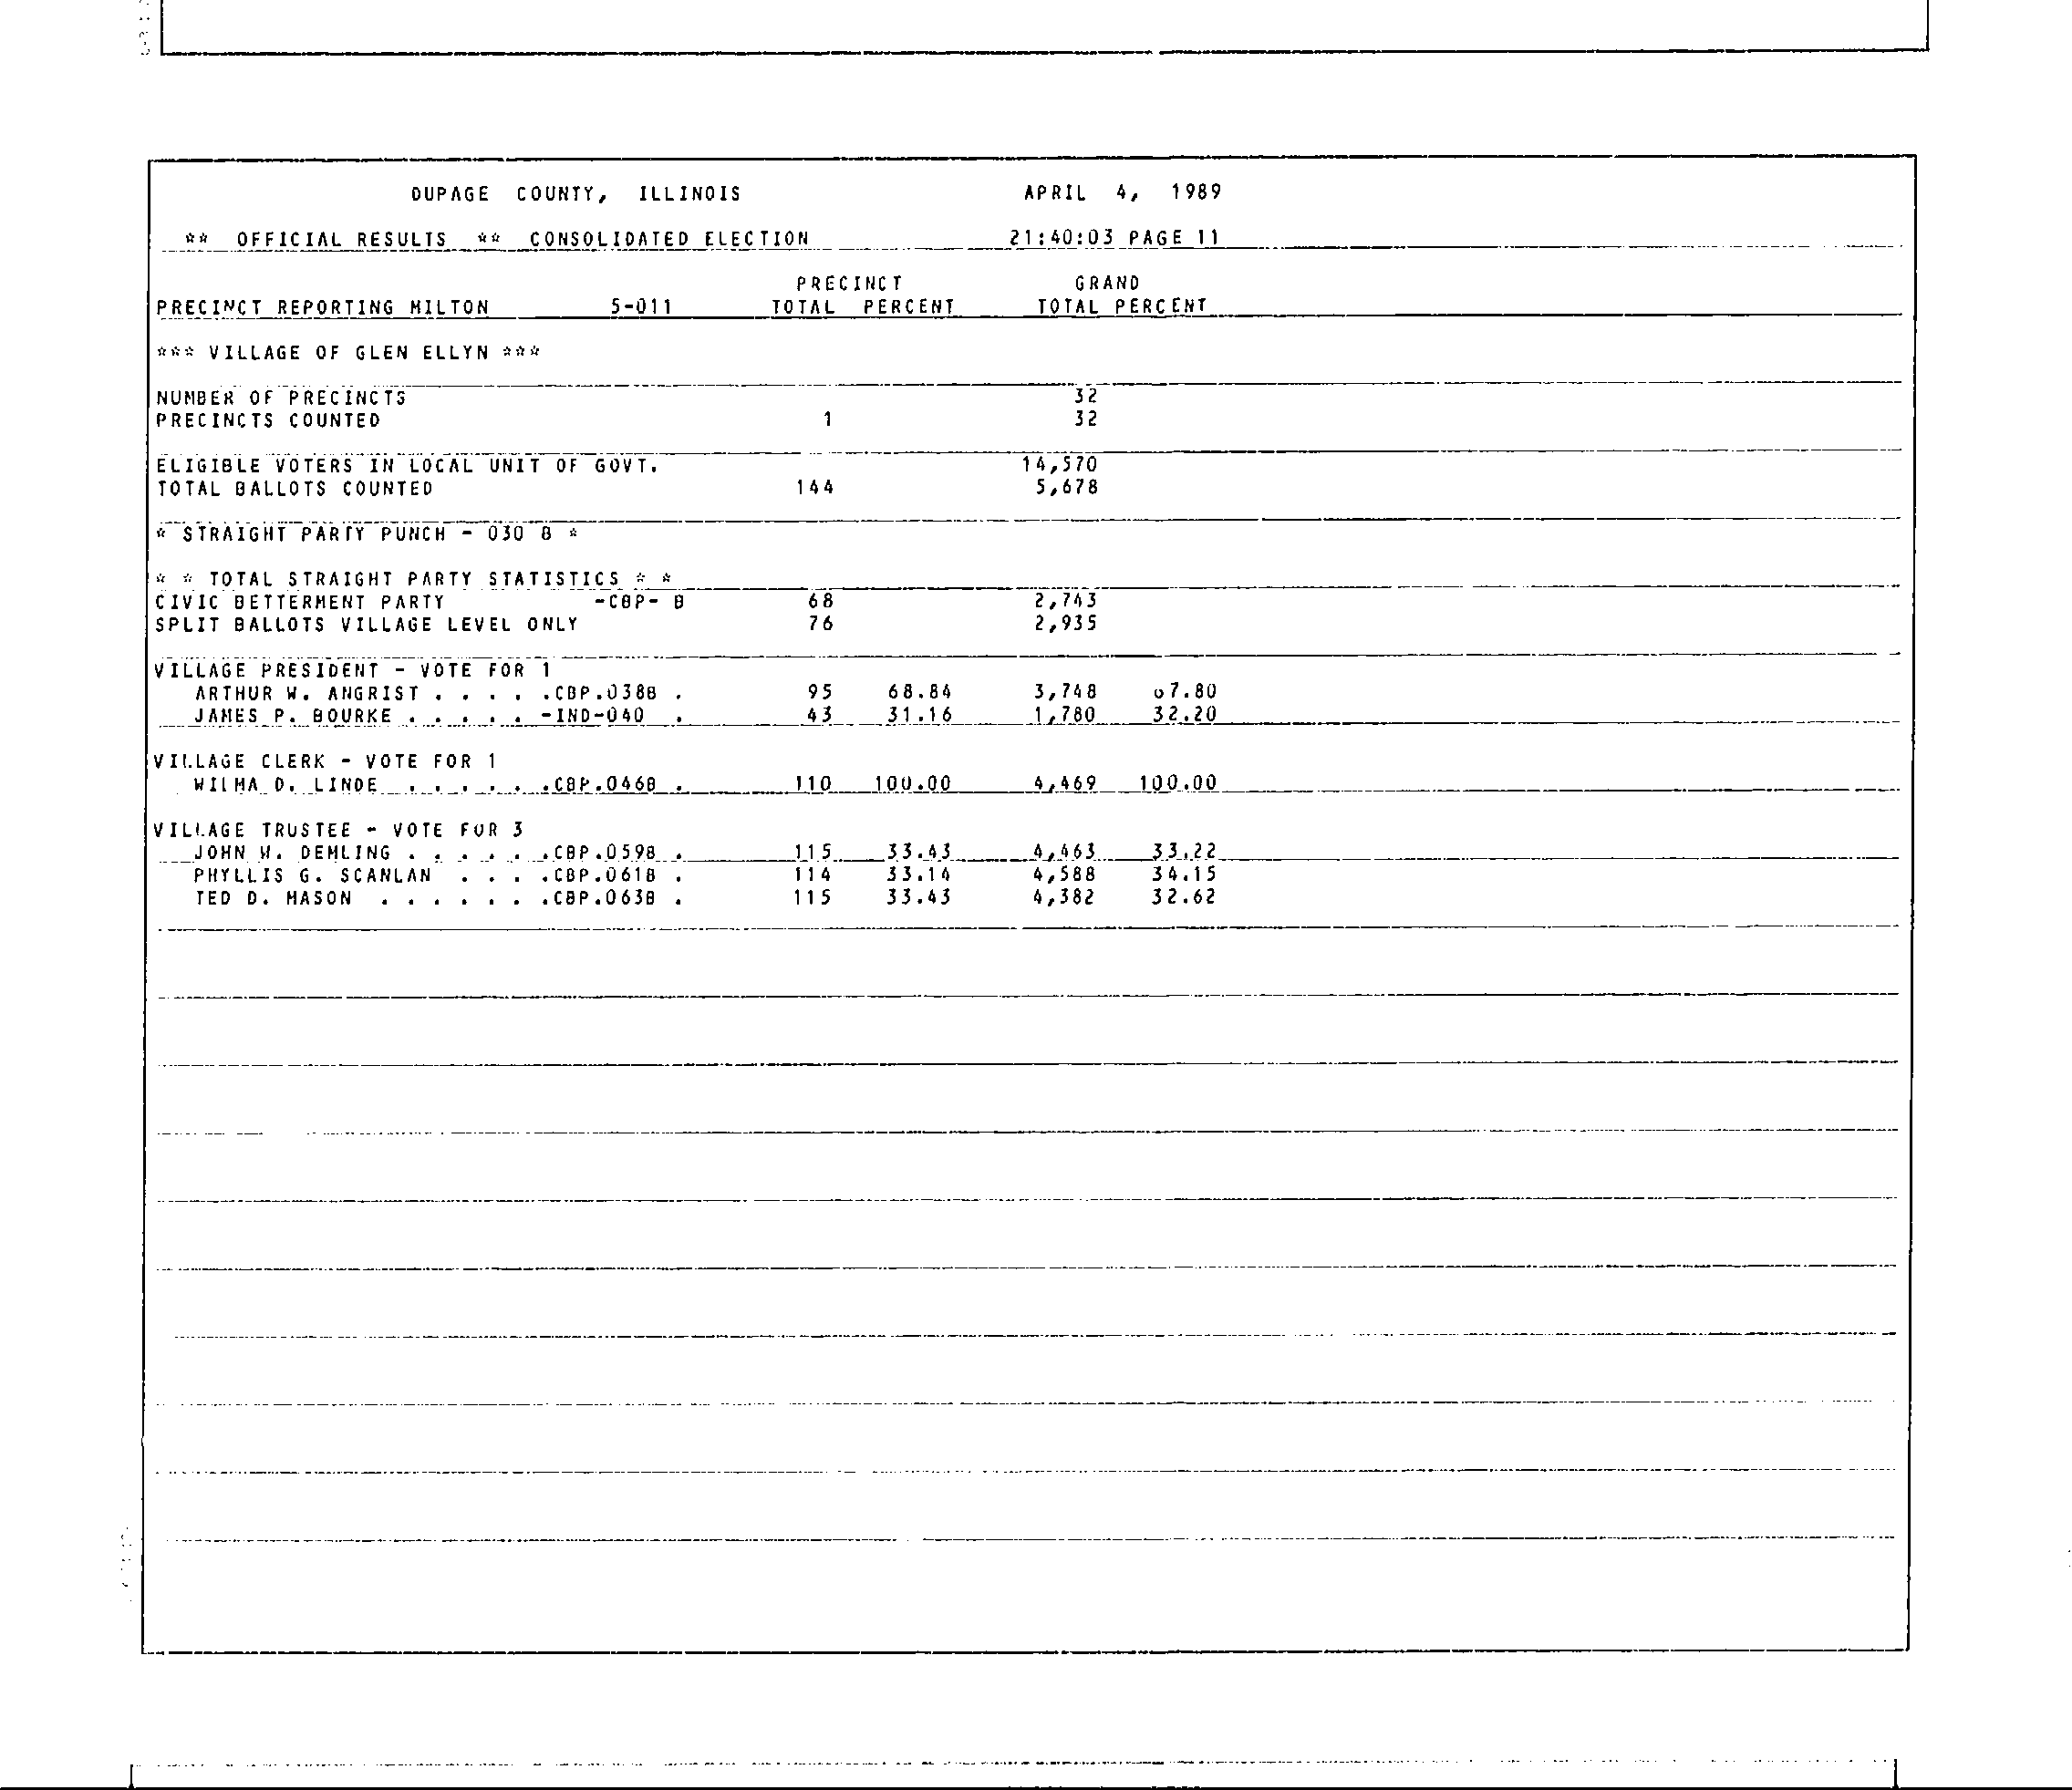 DUPAGE COUNTY, ILLINOIS APRIL 4, 1989
** OFFICIAL RESULTS ** CONSOLIDATED ELECTION 21:40:03 PAGE 11
PRECINCT GRAND
PRECINCT REPORTING MILTON 5-011 TOTAL PERCENT TOTAL PERCENT
*** VILLAGE OF GLEN ELLYN ***
NUMBER OF PRECINCTS 32
PRECINCTS COUNTED 1 32
ELIGIBLE VOTERS IN LOCAL UNIT OF GOVT. 14,570
TOTAL BALLOTS COUNTED 144 5,678
* STRAIGHT PARTY PUNCH - 030 B *
* * TOTAL STRAIGHT PARTY STATISTICS * *
CIVIC BETTERMENT PARTY -CBP- B 68 2,743
SPLIT BALLOTS VILLAGE LEVEL ONLY 76 2,935
VILLAGE PRESIDENT - VOTE FOR 1
ARTHUR W. ANGRIST . . . . .CBP.038B . 95 68.84 3,748 67.80
JAMES P. BOURKE . . . . . -IND-040 . 43 31.16 1,780 32.20
VILLAGE CLERK - VOTE FOR 1
WILMA D. LINDE . . . . . .CBP.046B . 110 100.00 4,469 100.00
VILLAGE TRUSTEE - VOTE FOR 3
JOHN W. DEMLING . . . . . .CBP.059B . 115 33.43 4,463 33.22
PHYLLIS G. SCANLAN . . . .CBP.061B . 114 33.14 4,588 34.15
TED D. MASON . . . . . . .CBP.063B . 115 33.43 4,382 32.62